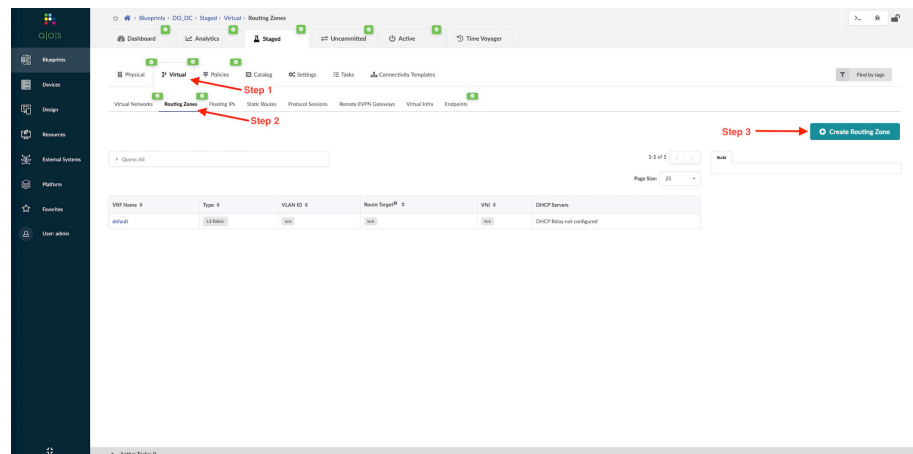 a|o|s
Blueprints
Devices
Design
Resources
External Systems
Platform
Favorites
User: admin
Blueprints › DO_DC › Staged › Virtual › Routing Zones
Dashboard Analytics Staged Uncommitted Active Time Voyager
Physical Virtual Policies Catalog Settings Tasks Connectivity Templates Find by tags
Step 1
Virtual Networks Routing Zones Floating IPs Static Routes Protocol Sessions Remote EVPN Gateways Virtual Infra Endpoints
Step 2
Step 3 Create Routing Zone
Query: All
1-1 of 1
Build
Page Size: 25
VRF Name Type VLAN ID Route Target VNI DHCP Servers
default L3 Fabric N/A N/A N/A DHCP Relay not configured
Active Tasks: 0